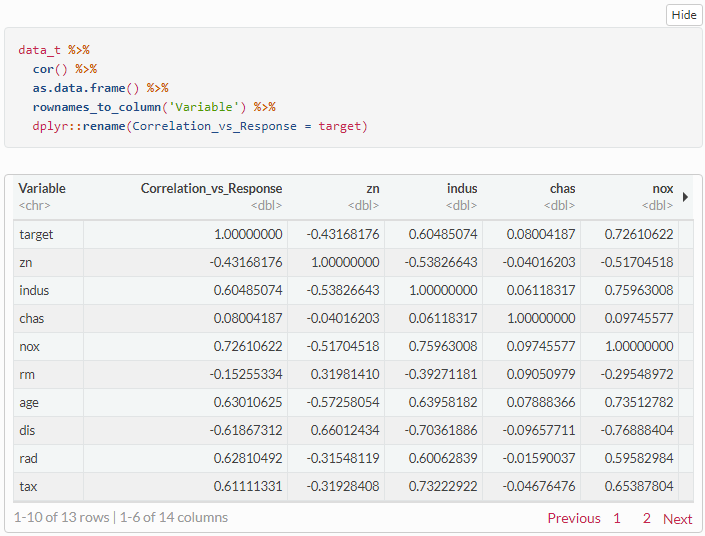 Hide
data_t %>%
cor() %>%
as.data.frame() %>%
rownames_to_column('Variable') %>%
dplyr::rename(Correlation_vs_Response = target)
Variable Correlation_vs_Response zn indus chas nox
<chr> <dbl> <dbl> <dbl> <dbl> <dbl>
target 1.00000000 -0.43168176 0.60485074 0.08004187 0.72610622
zn -0.43168176 1.00000000 -0.53826643 -0.04016203 -0.51704518
indus 0.60485074 -0.53826643 1.00000000 0.06118317 0.75963008
chas 0.08004187 -0.04016203 0.06118317 1.00000000 0.09745577
nox 0.72610622 -0.51704518 0.75963008 0.09745577 1.00000000
rm -0.15255334 0.31981410 -0.39271181 0.09050979 -0.29548972
age 0.63010625 -0.57258054 0.63958182 0.07888366 0.73512782
dis -0.61867312 0.66012434 -0.70361886 -0.09657711 -0.76888404
rad 0.62810492 -0.31548119 0.60062839 -0.01590037 0.59582984
tax 0.61111331 -0.31928408 0.73222922 -0.04676476 0.65387804
1-10 of 13 rows | 1-6 of 14 columns Previous 1 2 Next